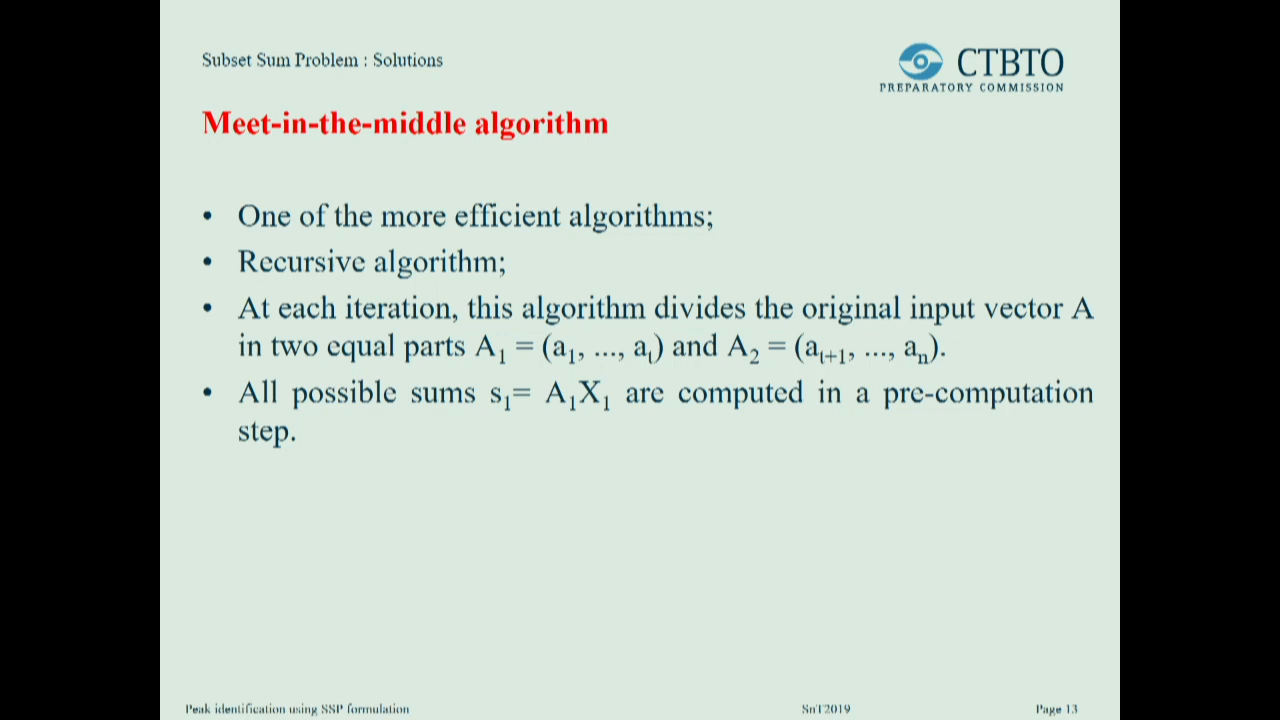 Subset Sum Problem : Solutions
CTBTO
PREPARATORY COMMISSION
Meet-in-the-middle algorithm
• One of the more efficient algorithms;
• Recursive algorithm;
• At each iteration, this algorithm divides the original input vector A
in two equal parts A₁ = (a₁, ..., aₜ) and A₂ = (aₜ₊₁, ..., aₙ).
• All possible sums s₁= A₁X₁ are computed in a pre-computation
step.
Peak identification using SSP formulation
SnT2019
Page 13